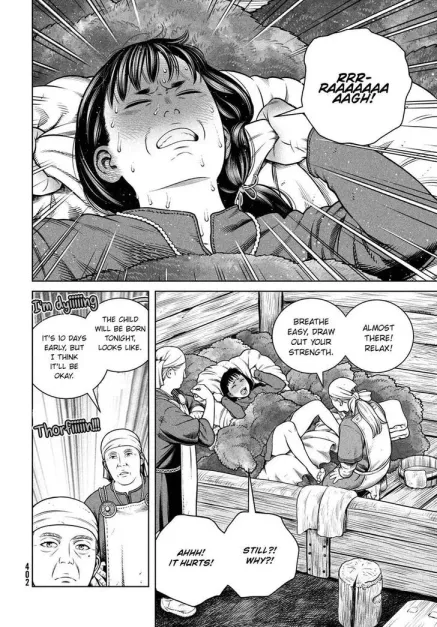 RRR-
RAAAAAAA
AAGH!
ALMOST
THERE!
RELAX!
BREATHE
EASY, DRAW
OUT YOUR
STRENGTH.
STILL?!
WHY?!
AHHH!
IT HURTS!
I'm dyiiiiing
THE CHILD
WILL BE BORN
TONIGHT,
LOOKS LIKE.
IT'S 10 DAYS
EARLY, BUT I
THINK
IT'LL BE
OKAY.
Thorfiiiiin!!!
402